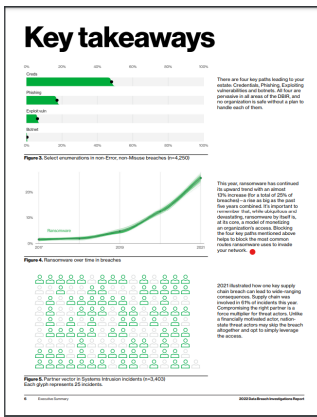 Key takeaways
0% 20% 40% 60% 80% 100%
Creds
Phishing
Exploit vuln
Botnet
0% 20% 40% 60% 80% 100%
Figure 3. Select enumerations in non-Error, non-Misuse breaches (n=4,250)
There are four key paths leading to your
estate: Credentials, Phishing, Exploiting
vulnerabilities and botnets. All four are
pervasive in all areas of the DBIR, and
no organization is safe without a plan to
handle each of them.
20%
10%
0%
Ransomware
2017
2021
Figure 4. Ransomware over time in breaches
This year, ransomware has continued
its upward trend with an almost
13% increase (for a total of 25% of
breaches)—a rise as big as the past
five years combined. It's important to
remember that, while ubiquitous and
devastating, ransomware by itself is,
at its core, a model of monetizing
an organization's access. Blocking
the four key paths mentioned above
helps to block the most common
routes ransomware uses to invade
your network.
2021 illustrated how one key supply
chain breach can lead to wide-ranging
consequences. Supply chain was
involved in 61% of incidents this year.
Compromising the right partner is a
force multiplier for threat actors. Unlike
a financially motivated actor, nation-
state threat actors may skip the breach
altogether and opt to simply leverage
the access.
Figure 5. Partner vector in Systems Intrusion incidents (n=3,403)
Each glyph represents 25 incidents.
8 Executive Summary 2022 Data Breach Investigations Report